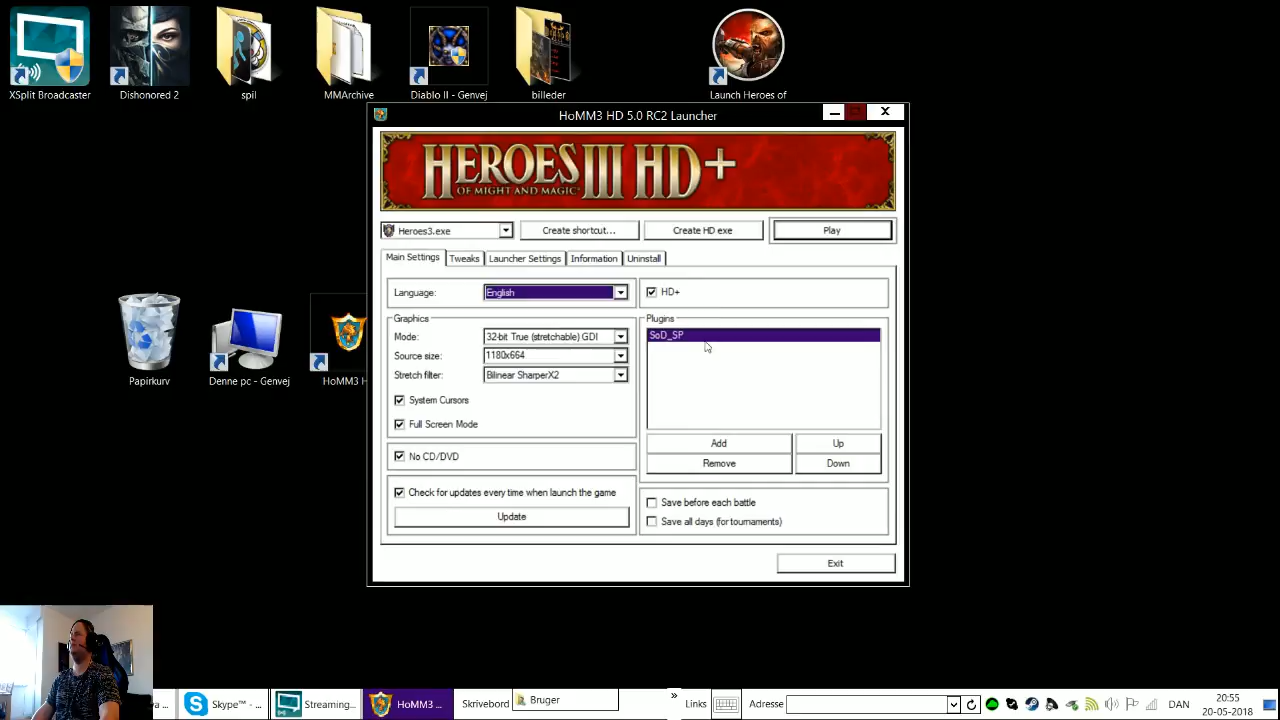 XSplit Broadcaster
Dishonored 2
spil
MMArchive
Diablo II - Genvej
billeder
Launch Heroes of
HoMM3 HD 5.0 RC2 Launcher
HEROES III HD+
OF MIGHT AND MAGIC
Heroes3.exe
Create shortcut...
Create HD exe
Play
Main Settings
Tweaks
Launcher Settings
Information
Uninstall
Language:
English
HD+
Graphics
Mode:
32-bit True (stretchable) GDI
Source size:
1180x664
Stretch filter:
Bilinear SharperX2
System Cursors
Full Screen Mode
No CD/DVD
Check for updates every time when launch the game
Update
Plugins
SoD_SP
Add
Up
Remove
Down
Save before each battle
Save all days (for tournaments)
Exit
Papirkurv
Denne pc - Genvej
HoMM3 H
Skype™ - ...
Streaming...
HoMM3 ...
Skrivebord
Bruger
Links
Adresse
DAN
20:55
20-05-2018